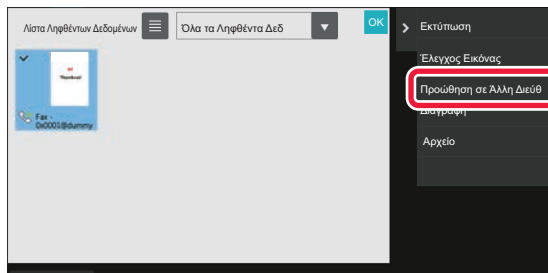 Λίστα Ληφθέντων Δεδομένων
Όλα τα Ληφθέντα Δεδ
OK
Fax -
0x0001@dummy
Εκτύπωση
Έλεγχος Εικόνας
Προώθηση σε Άλλη Διεύθ
Διαγραφή
Αρχείο